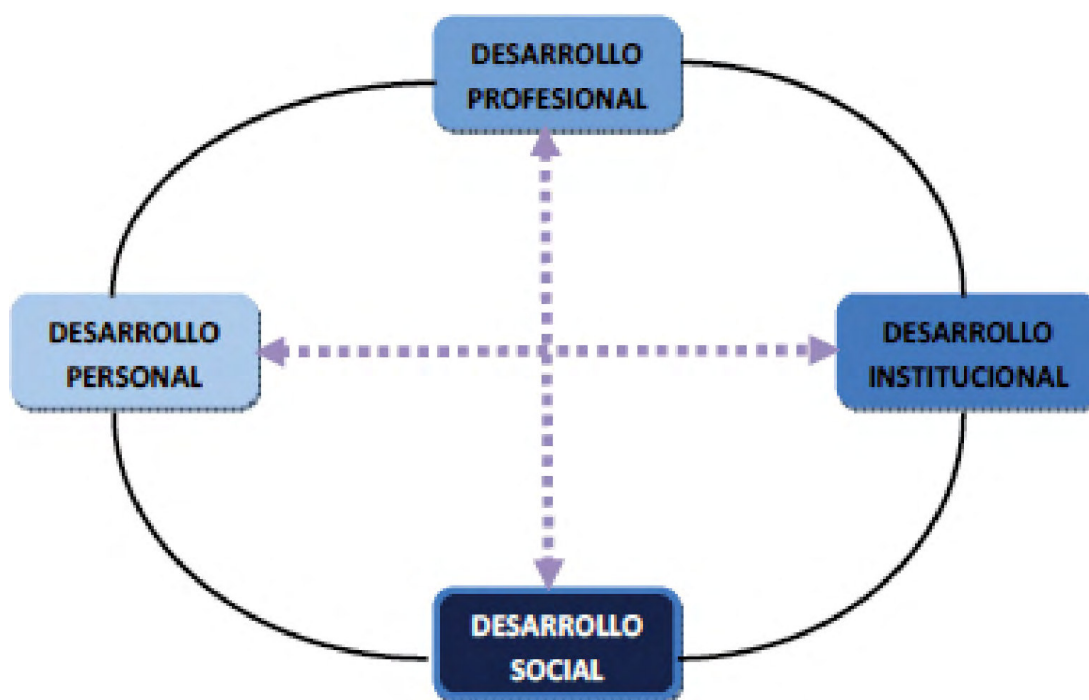 DESARROLLO
PROFESIONAL
DESARROLLO
PERSONAL
DESARROLLO
INSTITUCIONAL
DESARROLLO
SOCIAL